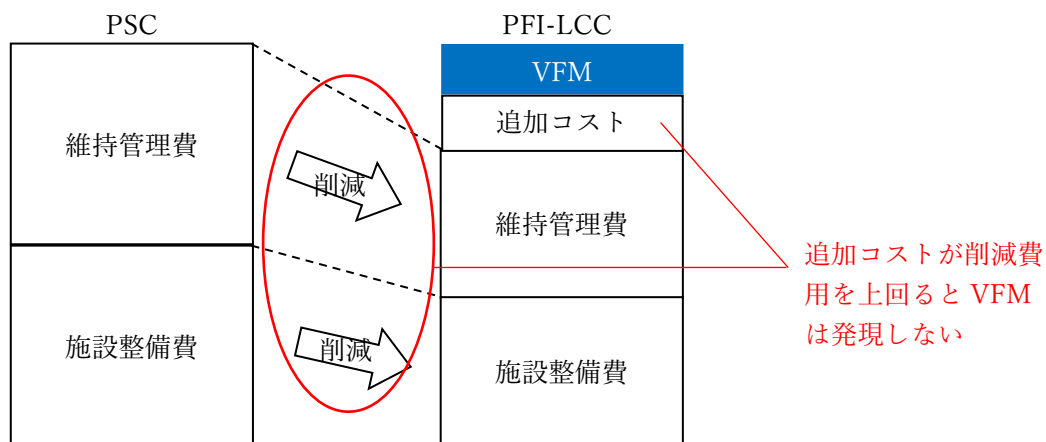 PSC
PFI-LCC
VFM
追加コスト
維持管理費
削減
維持管理費
追加コストが削減費
用を上回ると VFM
は発現しない
施設整備費
削減
施設整備費